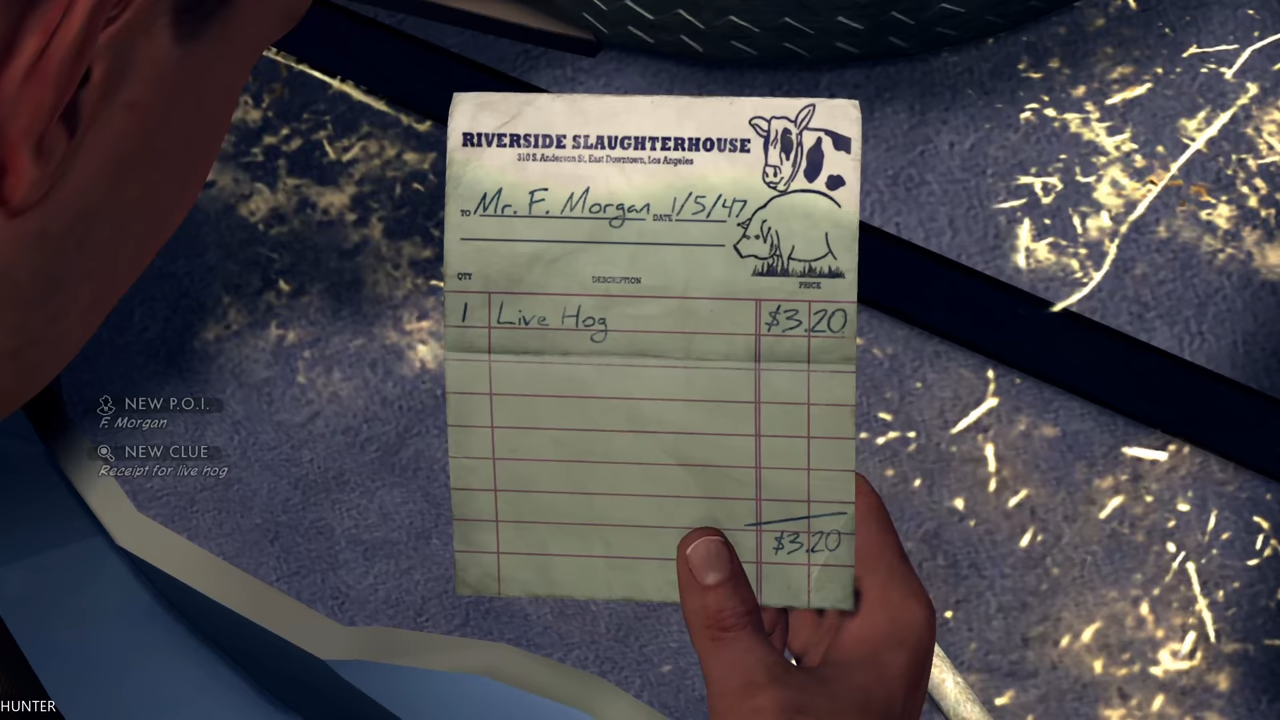 RIVERSIDE SLAUGHTERHOUSE
310 S. Anderson St, East Downtown, Los Angeles
TO Mr. F. Morgan DATE 1/5/47
QTY DESCRIPTION PRICE
1 Live Hog $3.20
$3.20
NEW P.O.I.
F. Morgan
NEW CLUE
Receipt for live hog
HUNTER